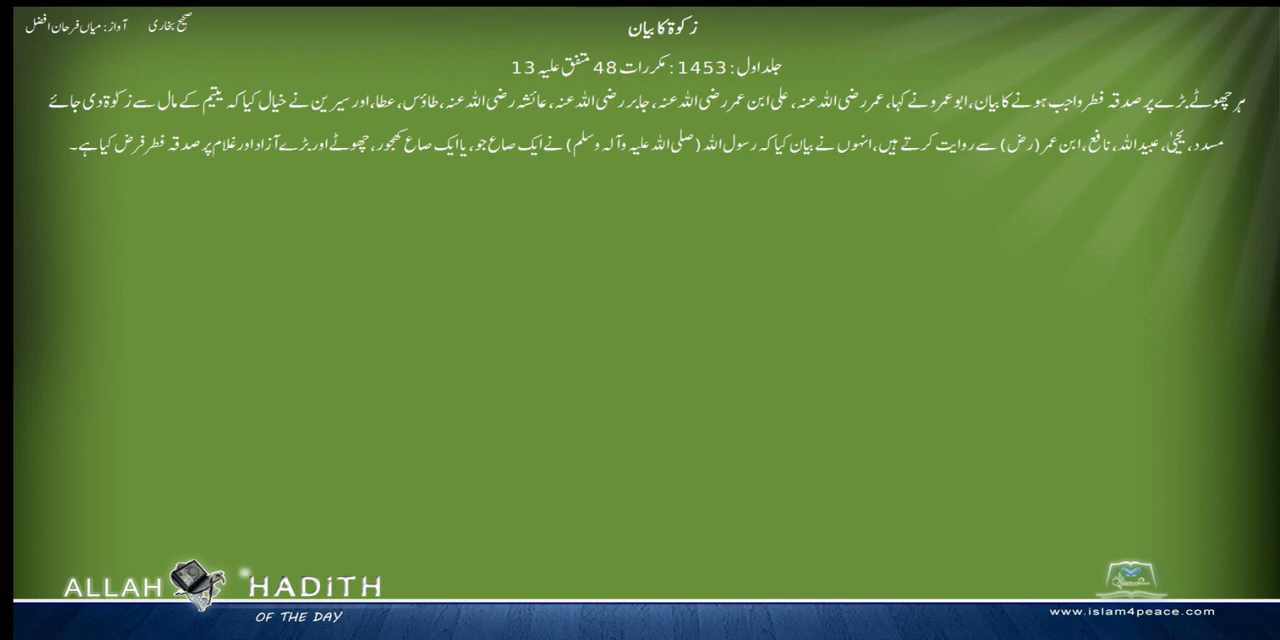 زکوۃ کا بیان
صحیح بخاری
آواز: میاں فرحان افضل
جلد اول: 1453 : مکررات 48 متفق علیہ 13
ہر چھوٹے بڑے پر صدقہ فطر واجب ہونے کا بیان، ابو عمرو نے کہا، عمر رضی اللہ عنہ، علی ابن عمر رضی اللہ عنہ، جابر رضی اللہ عنہ، عائشہ رضی اللہ عنہ، طاؤس، عطا، اور سیرین نے خیال کیا کہ یتیم کے مال سے زکوٰۃ دی جائے
مسدد، یحییٰ، عبیداللہ، نافع، ابن عمر (رض) سے روایت کرتے ہیں، انہوں نے بیان کیا کہ رسول اللہ (صلی اللہ علیہ وآلہ وسلم) نے ایک صاع جو، یا ایک صاع کھجور، چھوٹے اور بڑے آزاد اور غلام پر صدقہ فطر فرض کیا ہے۔
ALLAH HADITH
OF THE DAY
www.islam4peace.com